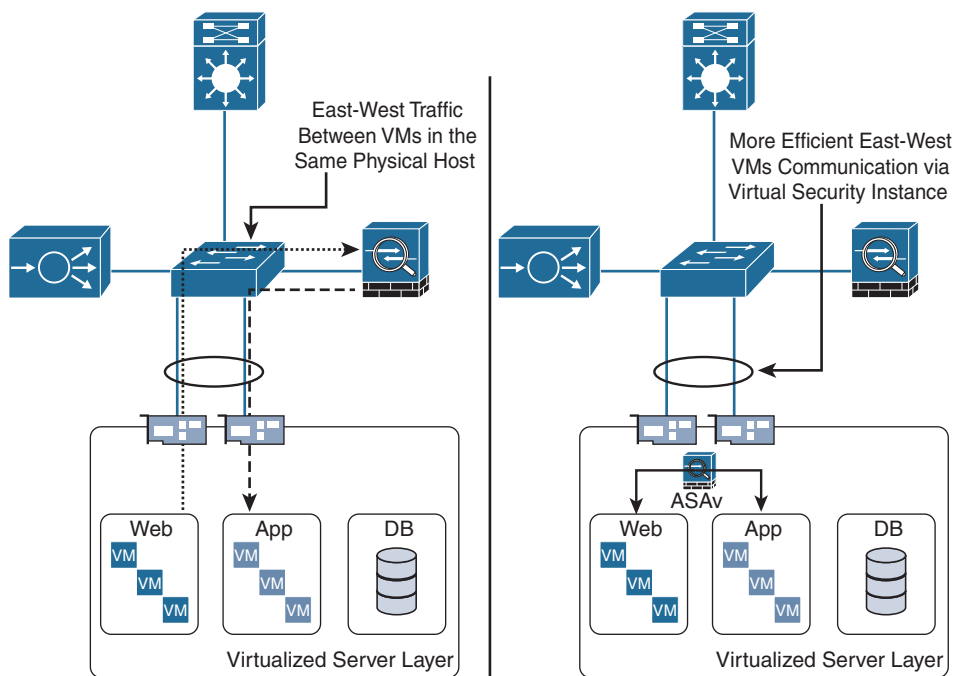 East-West Traffic
Between VMs in the
Same Physical Host
Web
VM
VM
VM
App
VM
VM
VM
DB
Virtualized Server Layer
More Efficient East-West
VMs Communication via
Virtual Security Instance
ASAv
Web
VM
VM
VM
App
VM
VM
VM
DB
Virtualized Server Layer